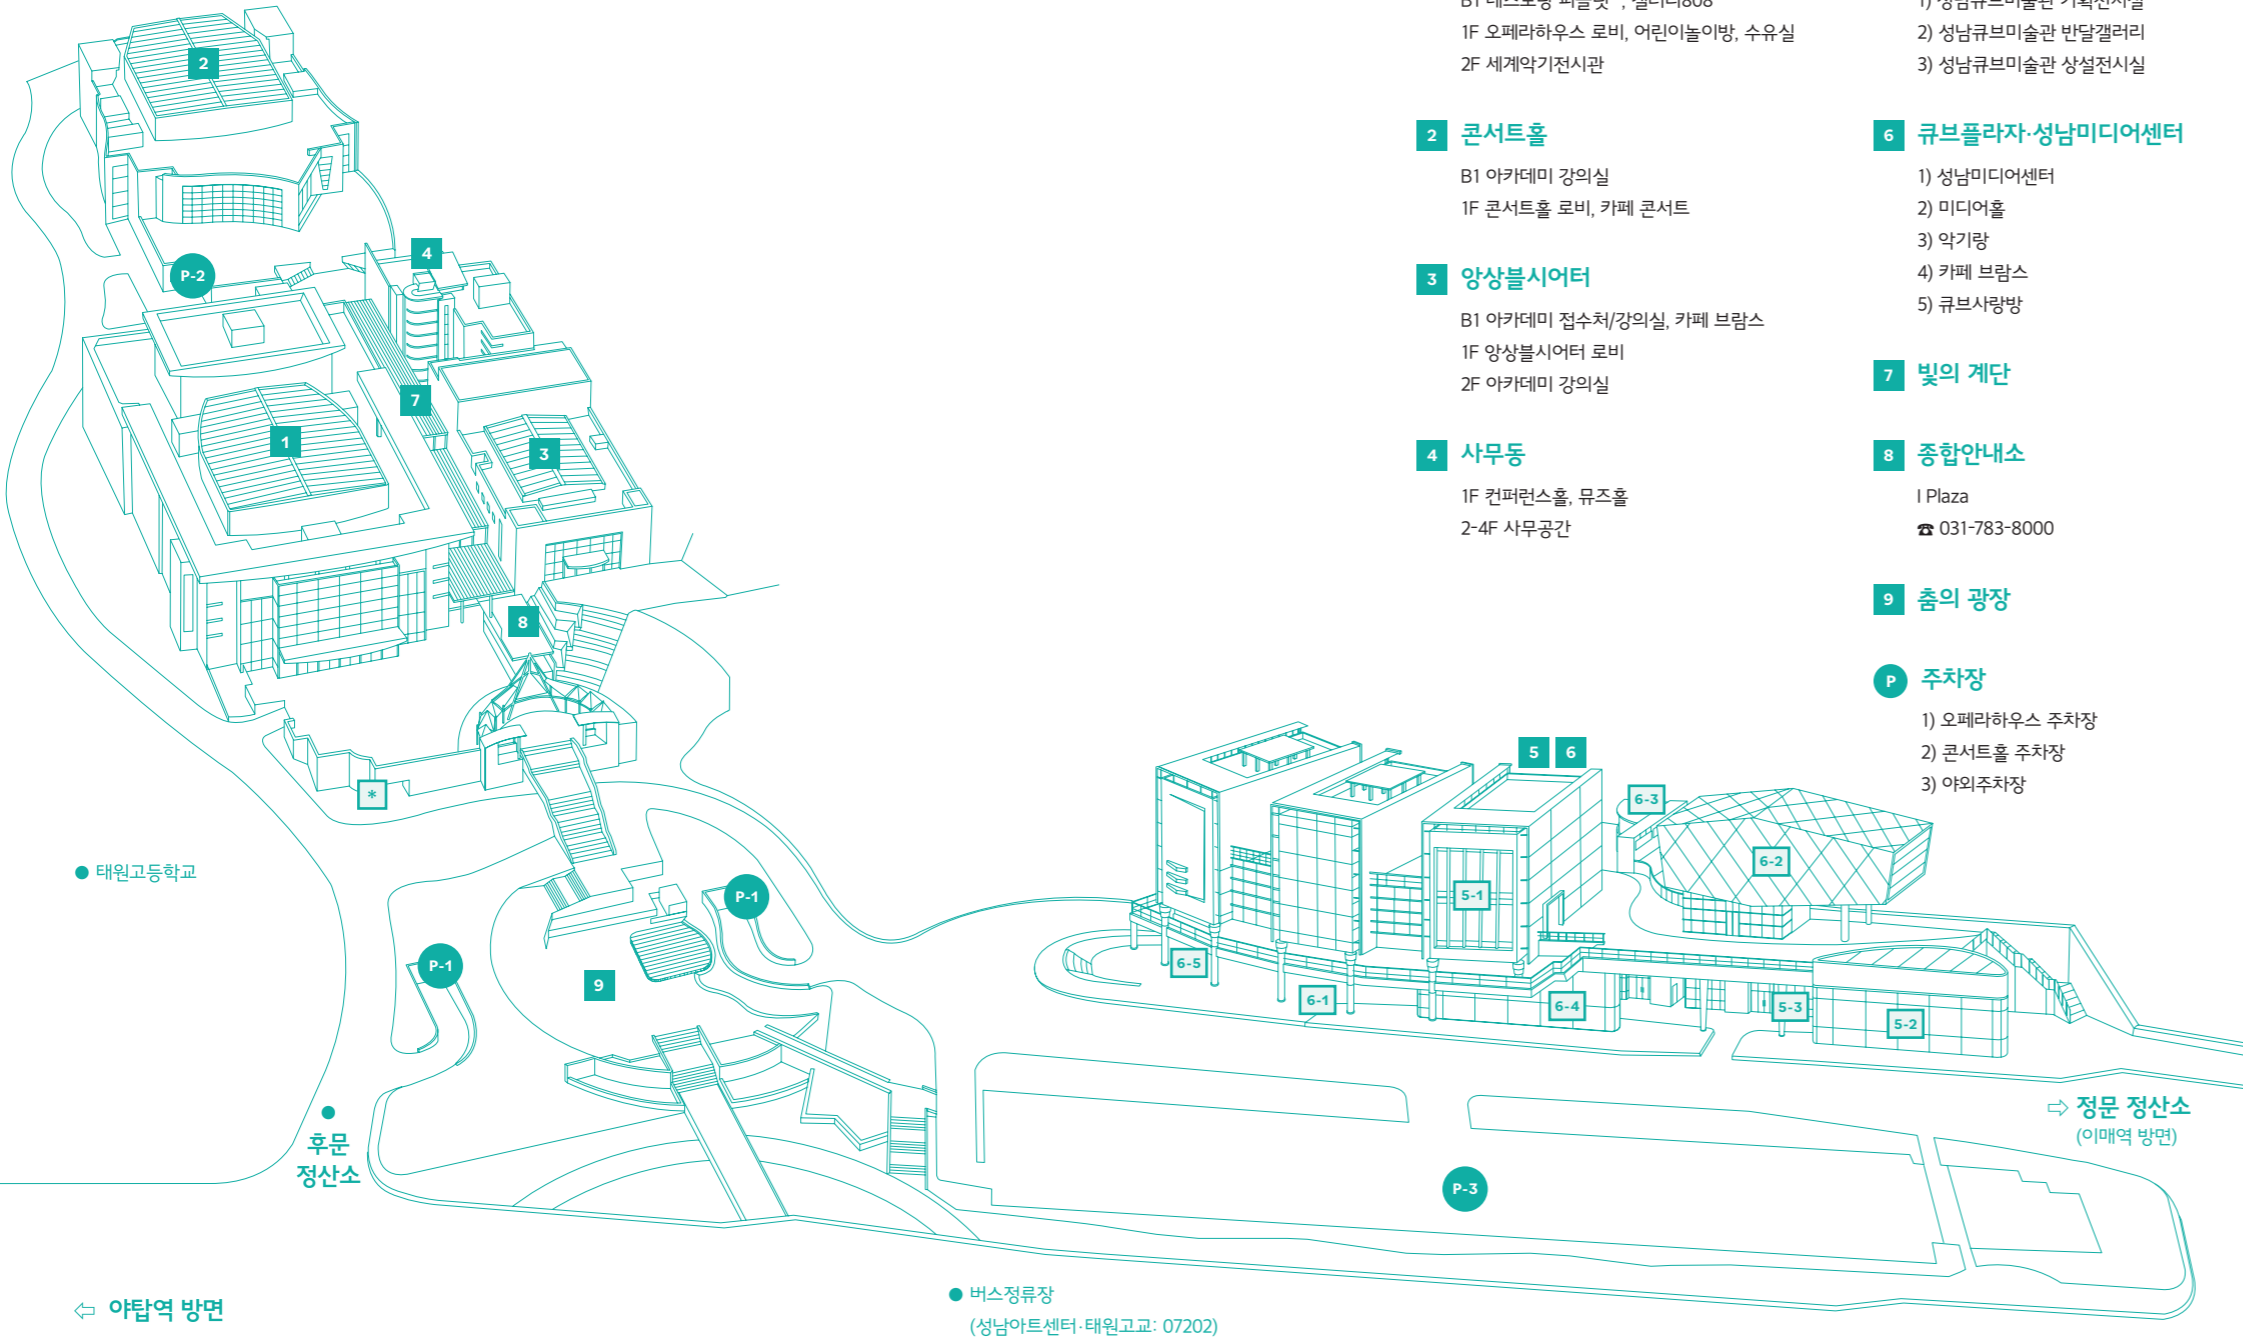 1F 오페라하우스 로비, 어린이놀이방, 수유실
2F 세계악기전시관
2 콘서트홀
B1 아카데미 강의실
1F 콘서트홀 로비, 카페 콘서트
3 앙상블시어터
B1 아카데미 접수처/강의실, 카페 브람스
1F 앙상블시어터 로비
2F 아카데미 강의실
4 사무동
1F 컨퍼런스홀, 뮤즈홀
2-4F 사무공간
1) 성남큐브미술관 기획전시실
2) 성남큐브미술관 반달갤러리
3) 성남큐브미술관 상설전시실
6 큐브플라자·성남미디어센터
1) 성남미디어센터
2) 미디어홀
3) 악기랑
4) 카페 브람스
5) 큐브사랑방
7 빛의 계단
8 종합안내소
I Plaza
☎ 031-783-8000
9 춤의 광장
P 주차장
1) 오페라하우스 주차장
2) 콘서트홀 주차장
3) 야외주차장
2
4
P-2
7
1
3
8
*
5 6
6-3
6-2
5-1
6-5
6-1
6-4
5-3
5-2
● 태원고등학교
P-1
P-1
9
후문
정산소
P-3
⇨ 정문 정산소
(이매역 방면)
⇦ 야탑역 방면
● 버스정류장
(성남아트센터·태원고교: 07202)